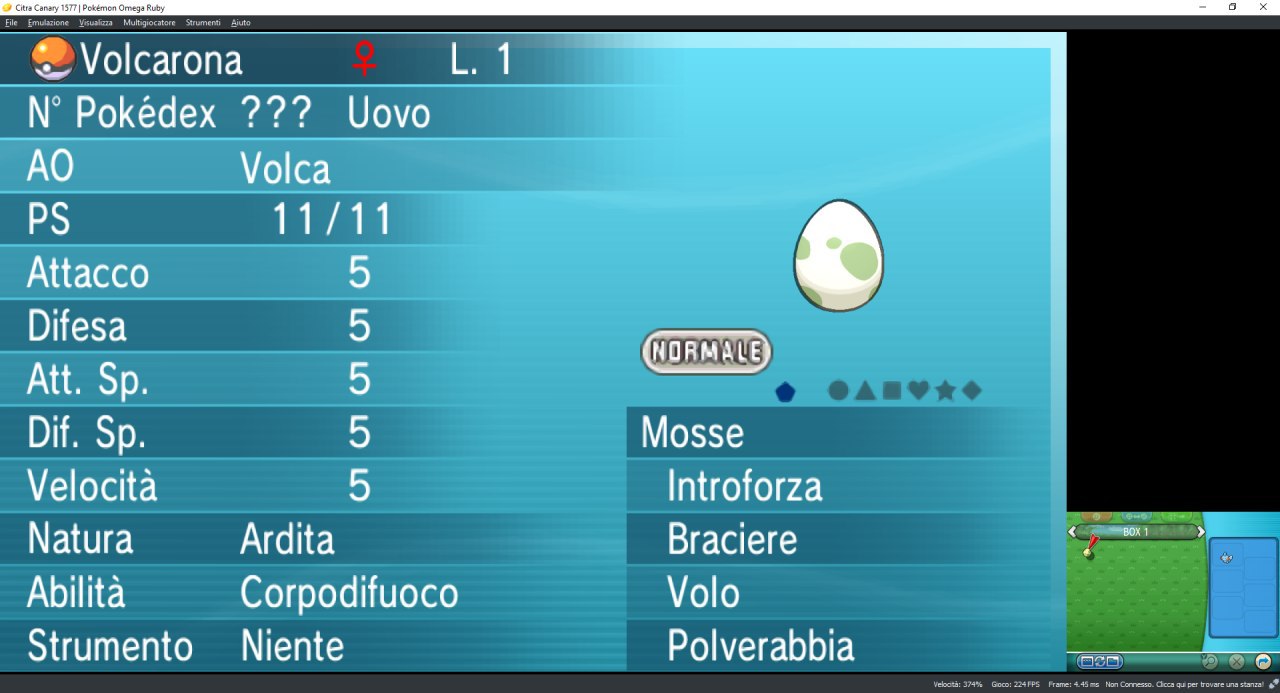 Citra Canary 1577 | Pokémon Omega Ruby
File Emulazione Visualizza Multigiocatore Strumenti Aiuto
Volcarona ♀ L. 1
N° Pokédex ??? Uovo
AO Volca
PS 11/11
Attacco 5
Difesa 5
Att. Sp. 5
Dif. Sp. 5
Velocità 5
Natura Ardita
Abilità Corpodifuoco
Strumento Niente
NORMALE
Mosse
Introforza
Braciere
Volo
Polverabbia
BOX 1
Velocità: 374% Gioco: 224 FPS Frame: 4.45 ms Non Connesso. Clicca qui per trovare una stanza!